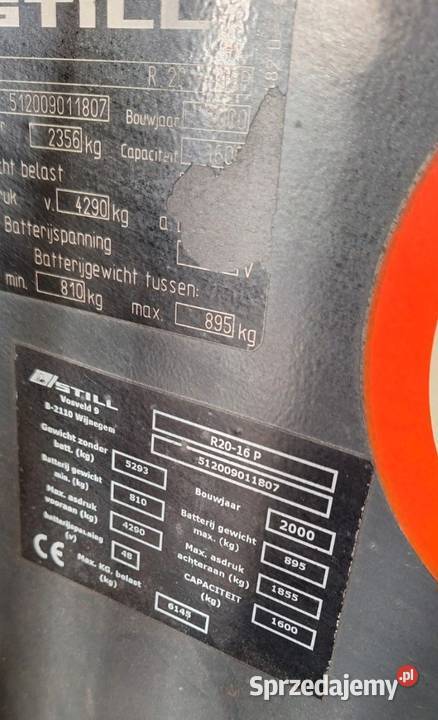 STILL
512009011807 Bouwjaar
2356 kg Capaciteit
cht belast
uk v. 4290 kg a
Batterijspanning V
Batterijgewicht tussen:
min. 810 kg max. 895 kg
STILL
Vosveld 9
B-2110 Wijnegem
R20-16 P
512009011807
Gewicht zonder batt. (kg) 5293 Bouwjaar 2000
Batterij gewicht min. (kg) 810 Batterij gewicht max. (kg) 895
Max. asdruk vooraan (kg) 4290 Max. asdruk achteraan (kg) 1855
batterijspanning (v) 48 CAPACITEIT (kg) 1600
CE Max. KG. belast (kg) 6145
Sprzedajemy.pl